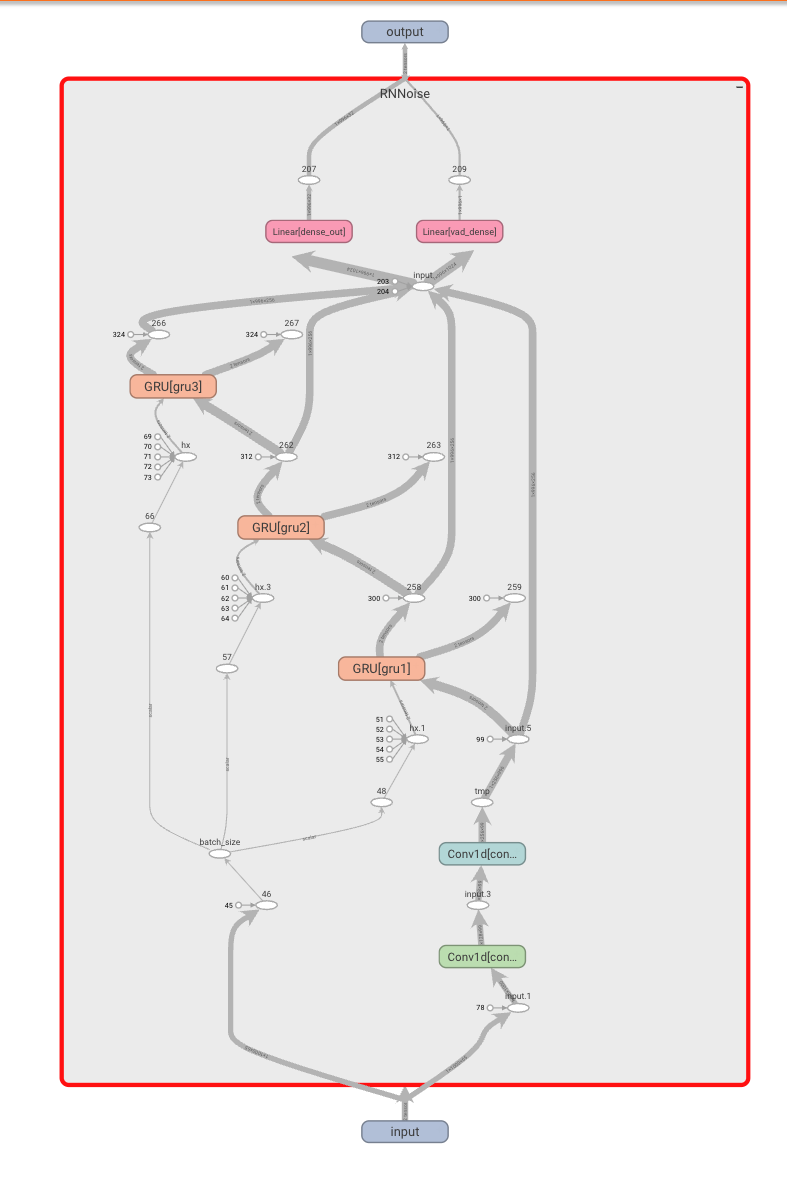 output
RNNoise
207
209
Linear[dense_out]
Linear[vad_dense]
input
203
204
266
267
324
324
GRU[gru3]
hx
69
70
71
72
73
262
263
312
312
66
GRU[gru2]
60
61
62
63
64
hx.3
258
259
300
300
57
GRU[gru1]
51
52
53
54
55
hx.1
input.5
99
48
tmp
batch_size
scalar
Conv1d[con...
46
45
input.3
Conv1d[con...
input.1
78
input